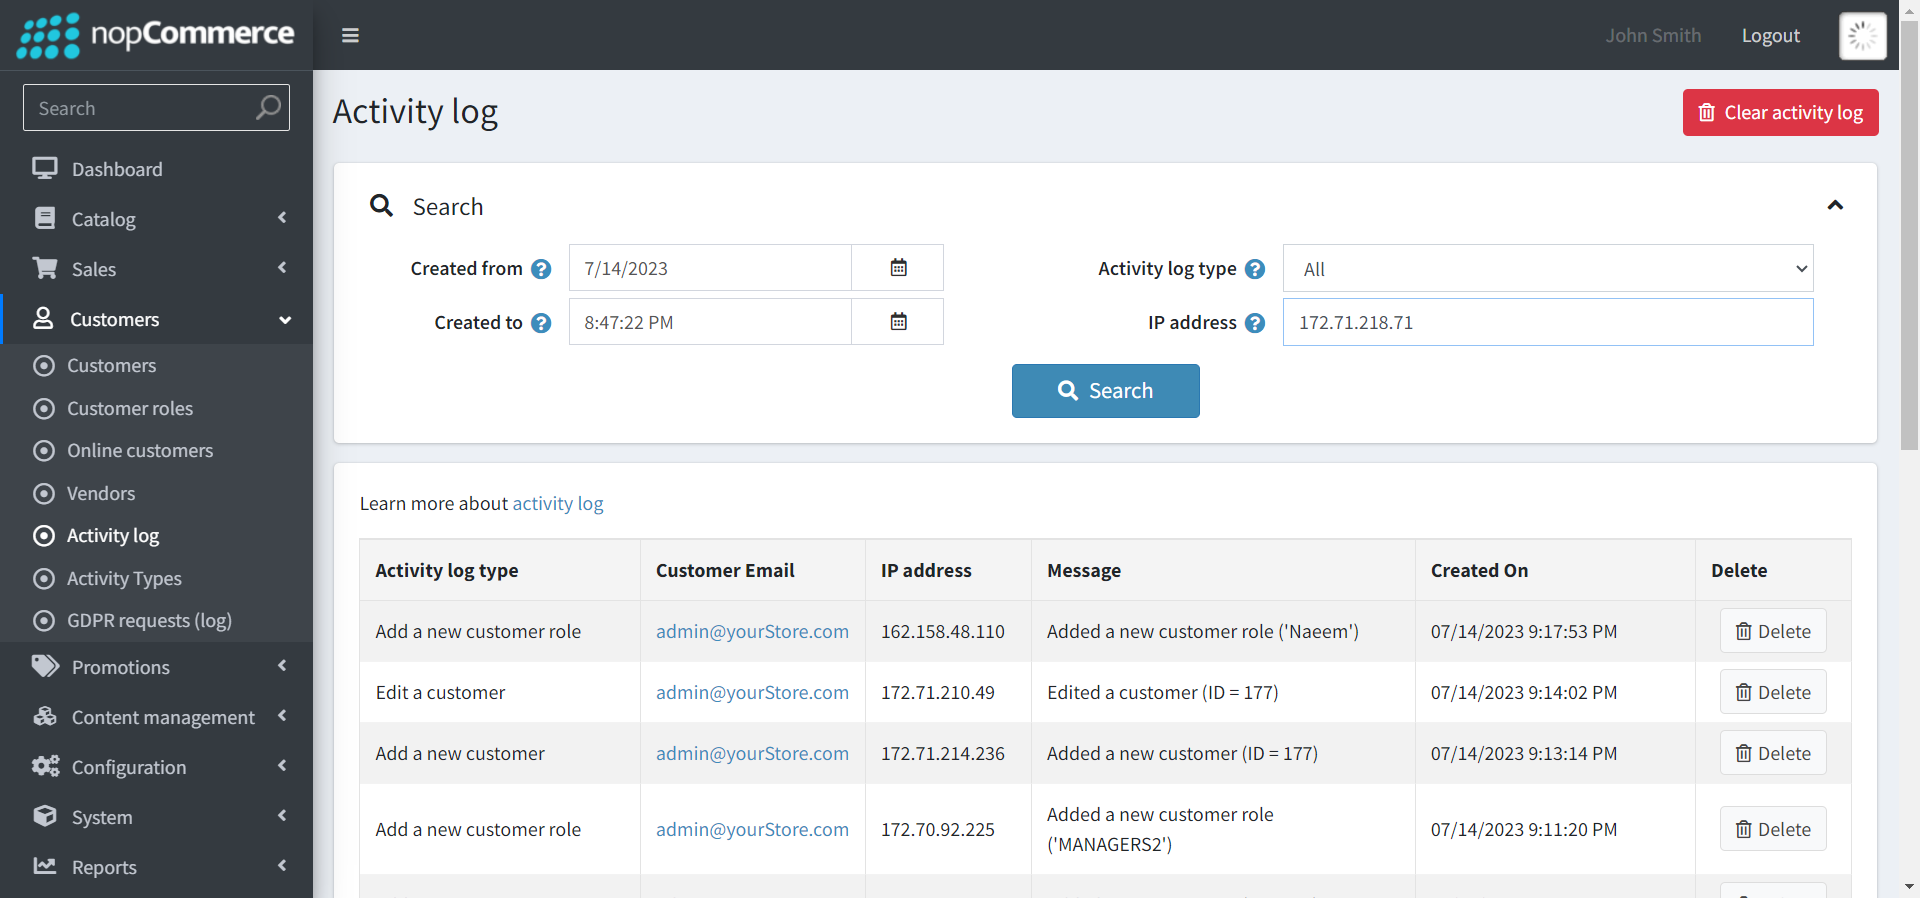 nopCommerce
John Smith
Logout
Search
Dashboard
Catalog
Sales
Customers
Customers
Customer roles
Online customers
Vendors
Activity log
Activity Types
GDPR requests (log)
Promotions
Content management
Configuration
System
Reports
Activity log
Clear activity log
Search
Created from ? 7/14/2023
Activity log type ? All
Created to ? 8:47:22 PM
IP address ? 172.71.218.71
Search
Learn more about activity log
Activity log type Customer Email IP address Message Created On Delete
Add a new customer role admin@yourStore.com 162.158.48.110 Added a new customer role ('Naeem') 07/14/2023 9:17:53 PM Delete
Edit a customer admin@yourStore.com 172.71.210.49 Edited a customer (ID = 177) 07/14/2023 9:14:02 PM Delete
Add a new customer admin@yourStore.com 172.71.214.236 Added a new customer (ID = 177) 07/14/2023 9:13:14 PM Delete
Add a new customer role admin@yourStore.com 172.70.92.225 Added a new customer role
('MANAGERS2') 07/14/2023 9:11:20 PM Delete